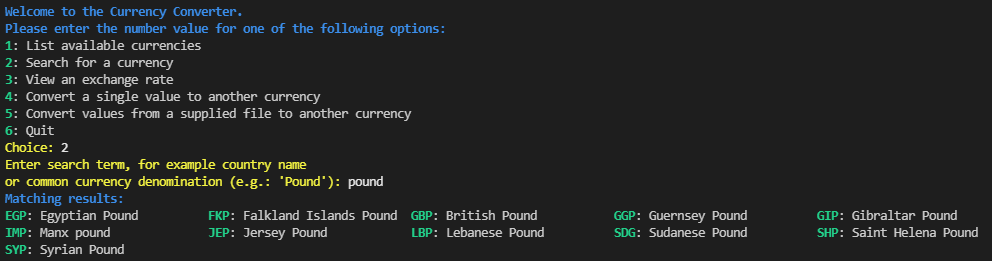 Welcome to the Currency Converter.
Please enter the number value for one of the following options:
1: List available currencies
2: Search for a currency
3: View an exchange rate
4: Convert a single value to another currency
5: Convert values from a supplied file to another currency
6: Quit
Choice: 2
Enter search term, for example country name
or common currency denomination (e.g.: 'Pound'): pound
Matching results:
EGP: Egyptian Pound FKP: Falkland Islands Pound GBP: British Pound GGP: Guernsey Pound GIP: Gibraltar Pound
IMP: Manx pound JEP: Jersey Pound LBP: Lebanese Pound SDG: Sudanese Pound SHP: Saint Helena Pound
SYP: Syrian Pound